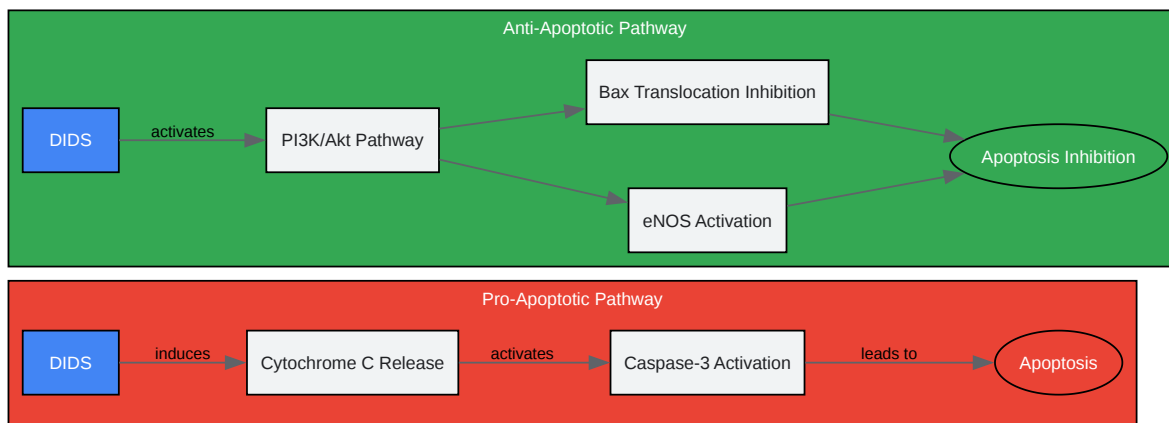 Anti-Apoptotic Pathway
DIDS
activates
PI3K/Akt Pathway
Bax Translocation Inhibition
eNOS Activation
Apoptosis Inhibition
Pro-Apoptotic Pathway
DIDS
induces
Cytochrome C Release
activates
Caspase-3 Activation
leads to
Apoptosis